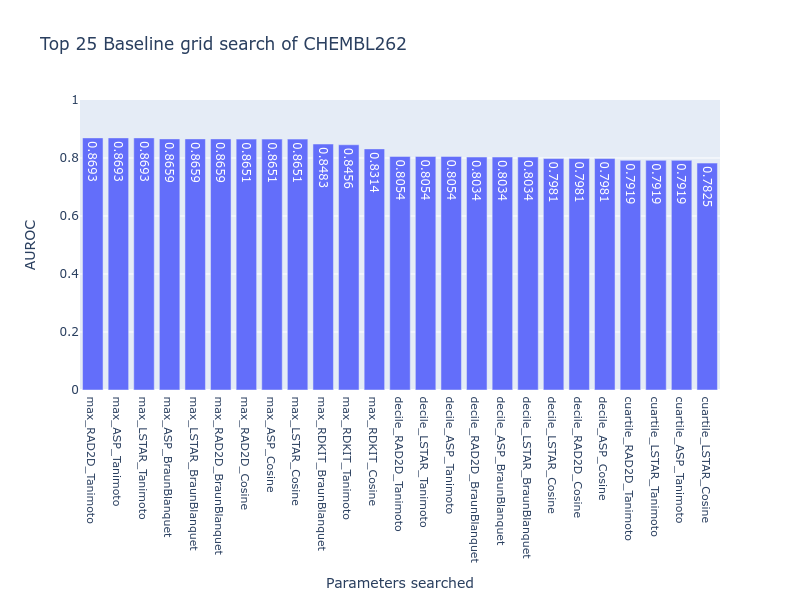 Top 25 Baseline grid search of CHEMBL262
AUROC
1
0.8
0.6
0.4
0.2
0
0.8693
0.8693
0.8693
0.8659
0.8659
0.8659
0.8651
0.8651
0.8651
0.8483
0.8456
0.8314
0.8054
0.8054
0.8054
0.8034
0.8034
0.8034
0.7981
0.7981
0.7981
0.7919
0.7919
0.7919
0.7825
max_RAD2D_Tanimoto
max_ASP_Tanimoto
max_LSTAR_Tanimoto
max_ASP_BraunBlanquet
max_LSTAR_BraunBlanquet
max_RAD2D_BraunBlanquet
max_RAD2D_Cosine
max_ASP_Cosine
max_LSTAR_Cosine
max_RDKIT_BraunBlanquet
max_RDKIT_Tanimoto
max_RDKIT_Cosine
decile_RAD2D_Tanimoto
decile_LSTAR_Tanimoto
decile_ASP_Tanimoto
decile_RAD2D_BraunBlanquet
decile_ASP_BraunBlanquet
decile_LSTAR_BraunBlanquet
decile_LSTAR_Cosine
decile_RAD2D_Cosine
decile_ASP_Cosine
cuartile_RAD2D_Tanimoto
cuartile_LSTAR_Tanimoto
cuartile_ASP_Tanimoto
cuartile_LSTAR_Cosine
Parameters searched